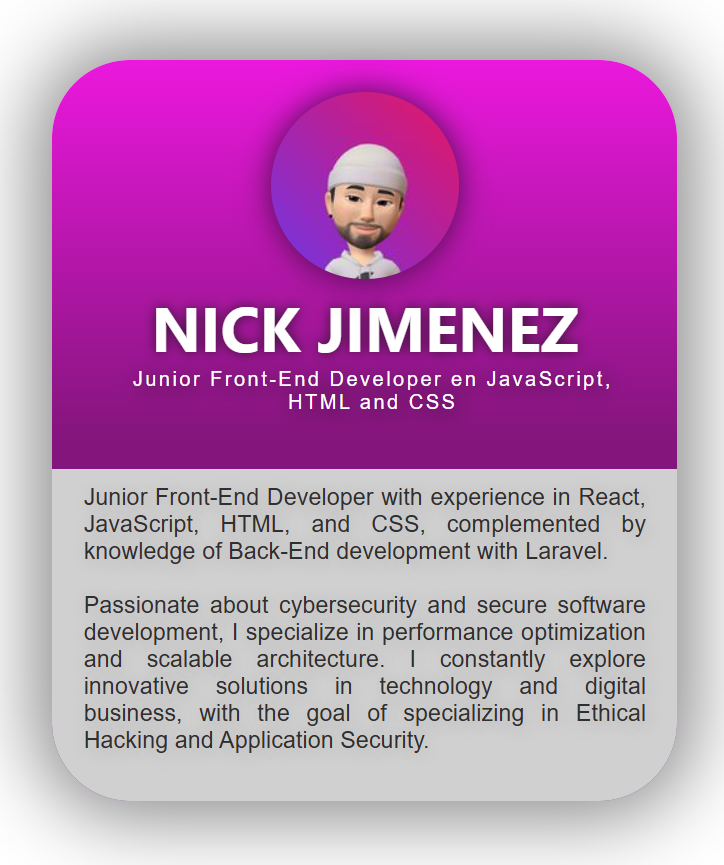 NICK JIMENEZ
Junior Front-End Developer en JavaScript,
HTML and CSS
Junior Front-End Developer with experience in React,
JavaScript, HTML, and CSS, complemented by
knowledge of Back-End development with Laravel.
Passionate about cybersecurity and secure software
development, I specialize in performance optimization
and scalable architecture. I constantly explore
innovative solutions in technology and digital
business, with the goal of specializing in Ethical
Hacking and Application Security.